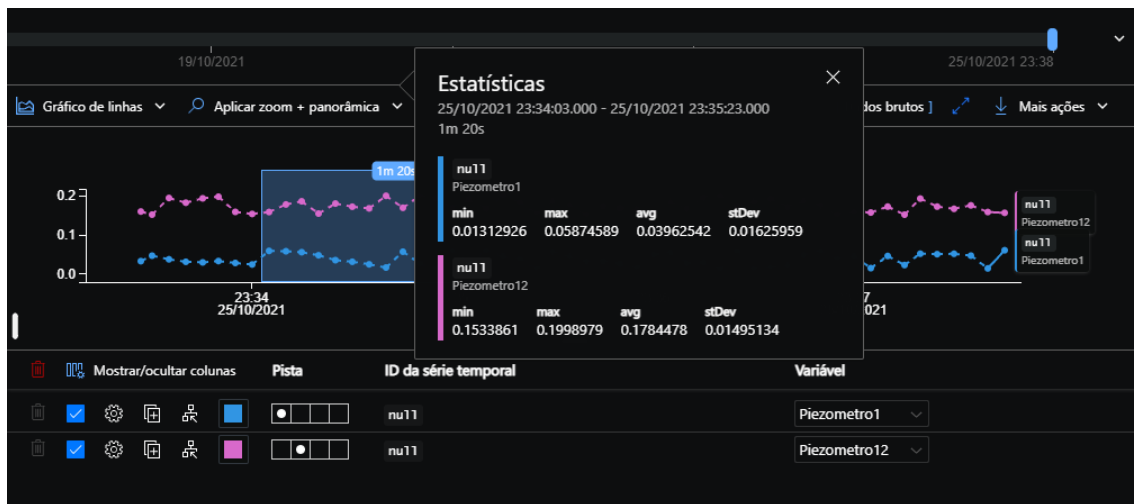 19/10/2021
25/10/2021 23:38
Gráfico de linhas
Aplicar zoom + panorâmica
dos brutos ]
Mais ações
Estatísticas
25/10/2021 23:34:03.000 - 25/10/2021 23:35:23.000
1m 20s
null
Piezometro1
min max avg stDev
0.01312926 0.05874589 0.03962542 0.01625959
null
Piezometro12
min max avg stDev
0.1533861 0.1998979 0.1784478 0.01495134
1m 20s
0.2
0.1
0.0
23:34
25/10/2021
7
021
null
Piezometro12
null
Piezometro1
Mostrar/ocultar colunas Pista ID da série temporal Variável
null Piezometro1
null Piezometro12